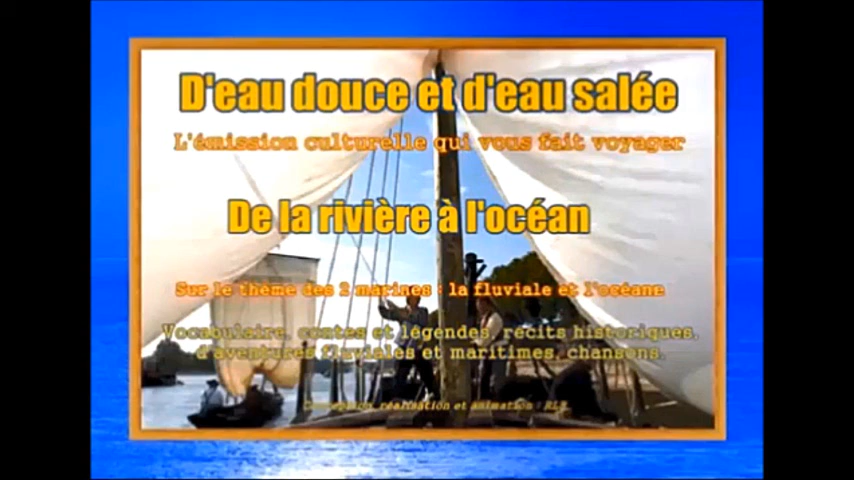 D'eau douce et d'eau salée
L'émission culturelle qui vous fait voyager
De la rivière à l'océan
Sur le thème des 2 marines : la fluviale et l'océane
Vocabulaire, contes et légendes, récits historiques,
d'aventures fluviales et maritimes, chansons.
Conception, réalisation et animation : RLB